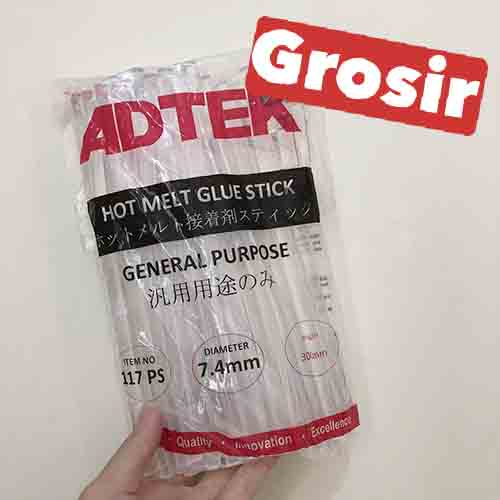 Grosir
ADTEK
HOT MELT GLUE STICK
ホットメルト接着剤スティック
GENERAL PURPOSE
汎用用途のみ
ITEM NO
117 PS
DIAMETER
7.4mm
300mm
Quality · Innovation · Excellence